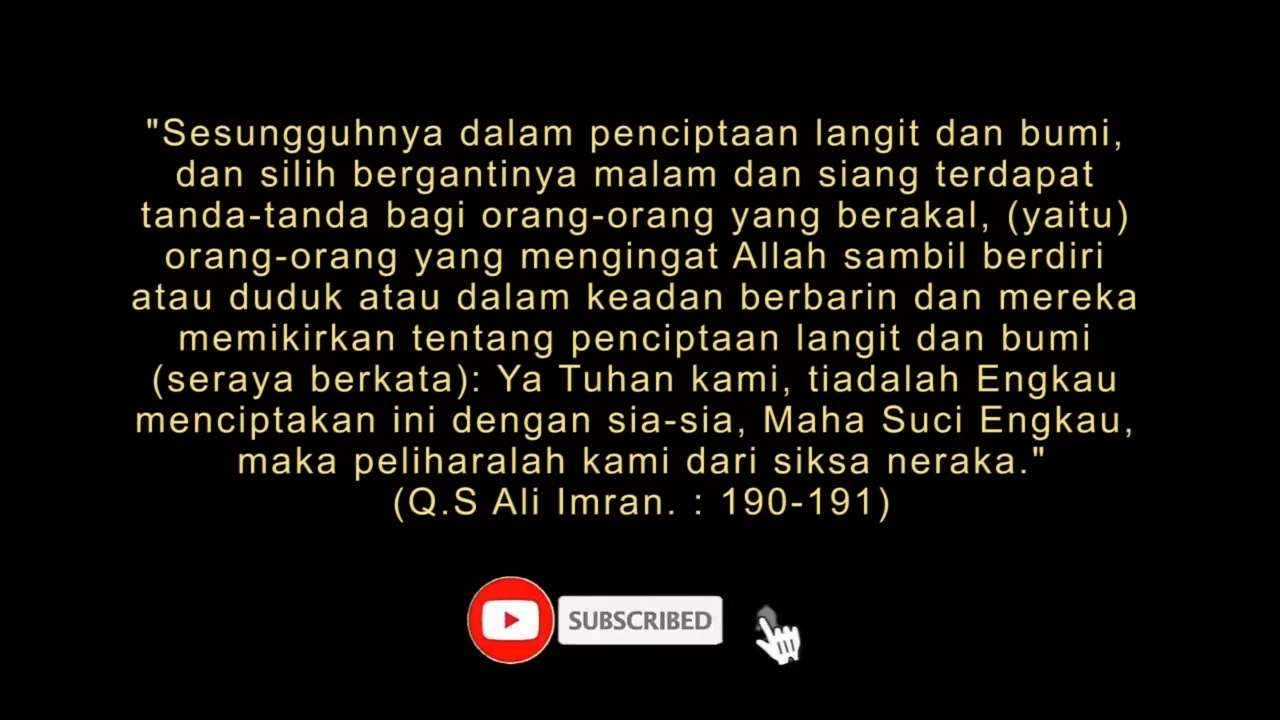 "Sesungguhnya dalam penciptaan langit dan bumi,
dan silih bergantinya malam dan siang terdapat
tanda-tanda bagi orang-orang yang berakal, (yaitu)
orang-orang yang mengingat Allah sambil berdiri
atau duduk atau dalam keadan berbarin dan mereka
memikirkan tentang penciptaan langit dan bumi
(seraya berkata): Ya Tuhan kami, tiadalah Engkau
menciptakan ini dengan sia-sia, Maha Suci Engkau,
maka peliharalah kami dari siksa neraka."
(Q.S Ali Imran. : 190-191)
SUBSCRIBED